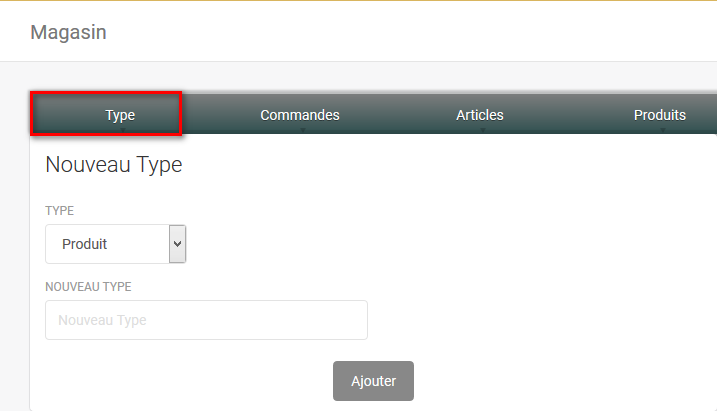 Magasin
Type Commandes Articles Produits
Nouveau Type
TYPE
Produit
NOUVEAU TYPE
Nouveau Type
Ajouter